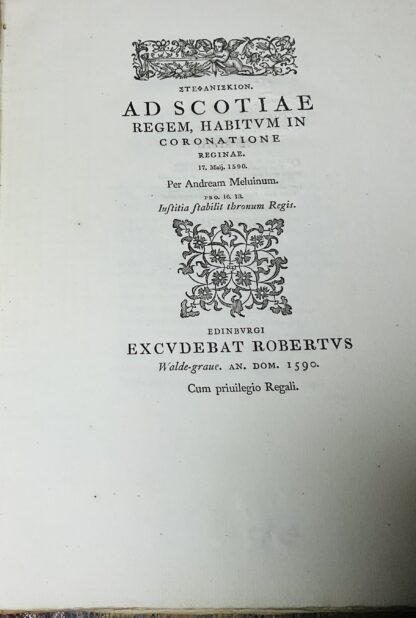 ΣΤΕΦΑΝΙΣΚΙΟΝ.
AD SCOTIAE
REGEM, HABITVM IN
CORONATIONE
REGINAE.
17. Maij. 1590.
Per Andream Meluinum.
PRO. 16. 12.
Iuſtitia ſtabilit thronum Regis.
EDINBVRGI
EXCVDEBAT ROBERTVS
Walde-graue. AN. DOM. 1590.
Cum priuilegio Regali.